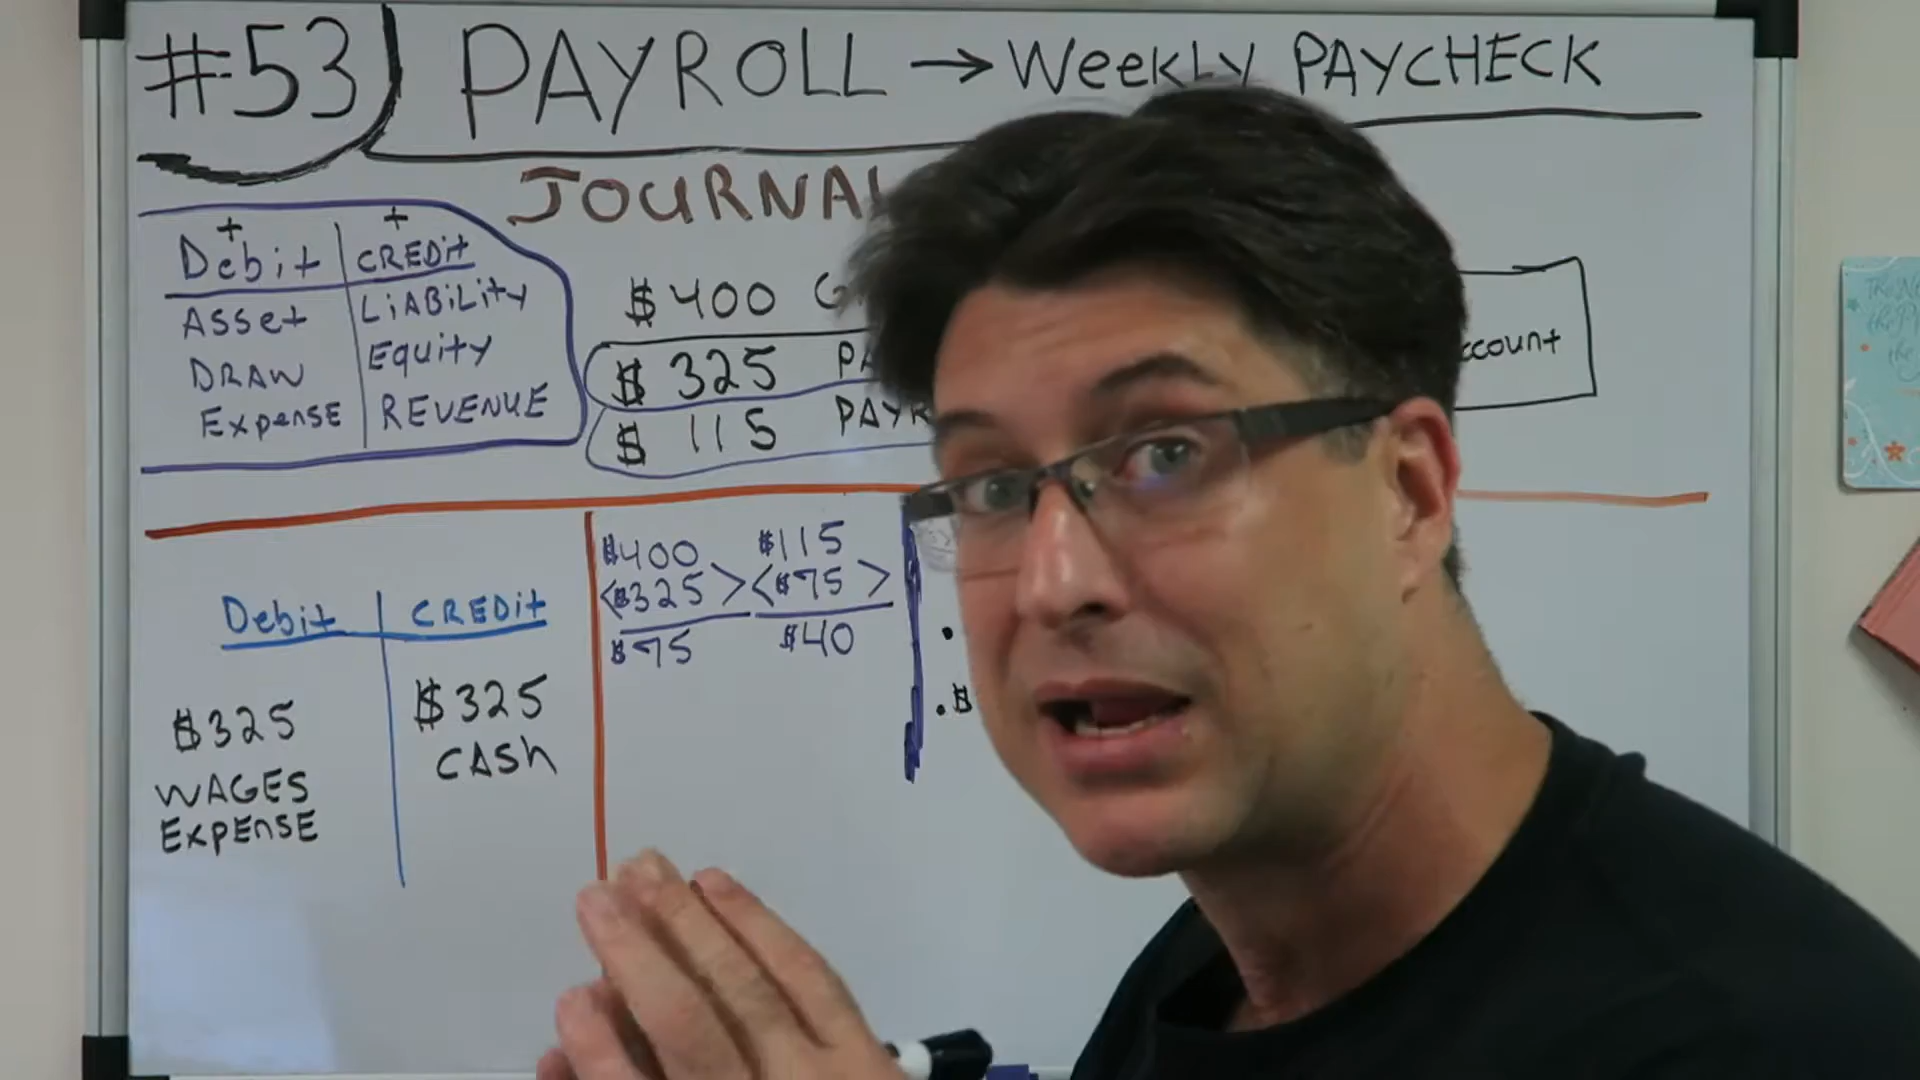 #53) PAYROLL → Weekly PAYCHECK
JOURNAL
+ +
Debit CREDit
Asset LiABiLity
DRAW Equity
Expense REVENUE
$400
$325
$115
ccount
$400 $115
<$325> <$75>
$75 $40
Debit CREDit
$325 $325
WAGES CASH
Expense
. $